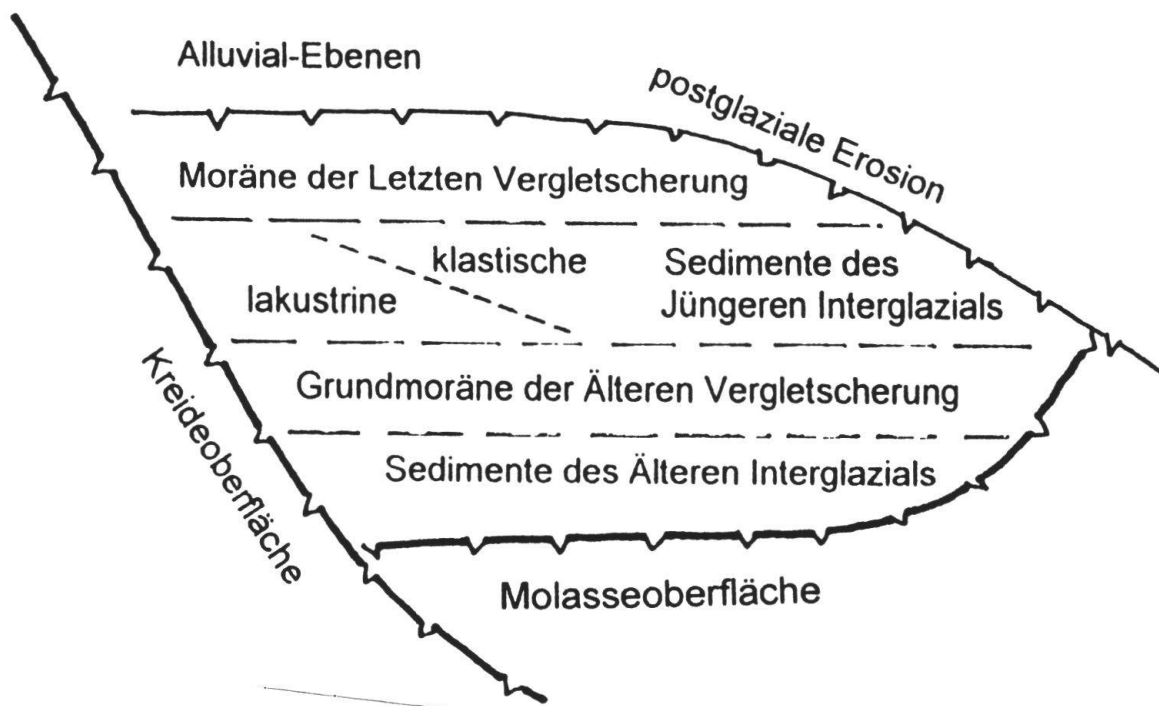 Alluvial-Ebenen
postglaziale Erosion
Moräne der Letzten Vergletscherung
klastische
Sedimente des
Jüngeren Interglazials
lakustrine
Grundmoräne der Älteren Vergletscherung
Sedimente des Älteren Interglazials
Kreideoberfläche
Molasseoberfläche